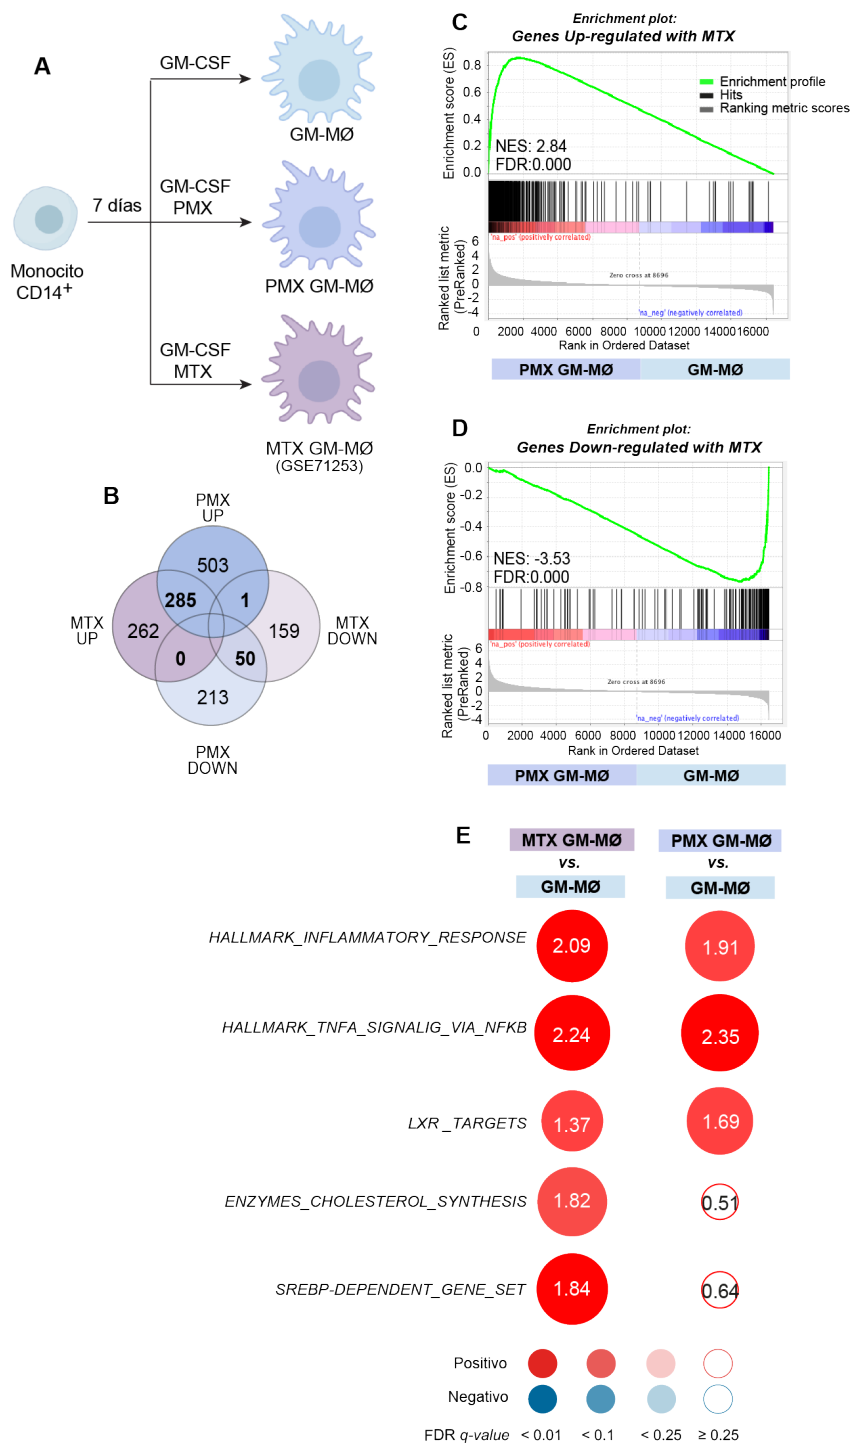 A
GM-CSF
GM-MØ
7 días
GM-CSF
PMX
PMX GM-MØ
Monocito
CD14+
GM-CSF
MTX
MTX GM-MØ
(GSE71253)
B
PMX
UP
503
285
1
MTX
UP
262
159
MTX
DOWN
0
50
213
PMX
DOWN
C
Enrichment plot:
Genes Up-regulated with MTX
Enrichment score (ES)
0.8
0.6
0.4
0.2
0.0
Enrichment profile
Hits
Ranking metric scores
NES: 2.84
FDR:0.000
'na_pos' (positively correlated)
Ranked list metric
(PreRanked)
6
4
2
0
-2
-4
Zero cross at 8696
'na_neg' (negatively correlated)
0 2000 4000 6000 8000 10000 12000 14000 16000
Rank in Ordered Dataset
PMX GM-MØ GM-MØ
D
Enrichment plot:
Genes Down-regulated with MTX
Enrichment score (ES)
0.0
-0.2
-0.4
-0.6
-0.8
NES: -3.53
FDR:0.000
'na_pos' (positively correlated)
Ranked list metric
(PreRanked)
6
4
2
0
-2
-4
Zero cross at 8696
'na_neg' (negatively correlated)
0 2000 4000 6000 8000 10000 12000 14000 16000
Rank in Ordered Dataset
PMX GM-MØ GM-MØ
E
MTX GM-MØ PMX GM-MØ
vs. vs.
GM-MØ GM-MØ
HALLMARK_INFLAMMATORY_RESPONSE 2.09 1.91
HALLMARK_TNFA_SIGNALIG_VIA_NFKB 2.24 2.35
LXR_TARGETS 1.37 1.69
ENZYMES_CHOLESTEROL_SYNTHESIS 1.82 0.51
SREBP-DEPENDENT_GENE_SET 1.84 0.64
Positivo
Negativo
FDR q-value < 0.01 < 0.1 < 0.25 ≥ 0.25